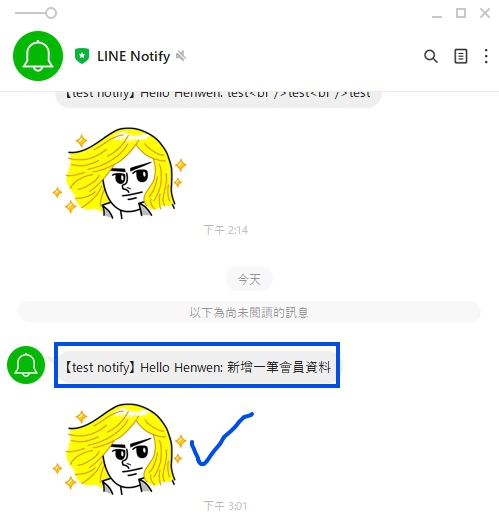 LINE Notify
【test notify】 Hello Henwen: test<br />test<br />test
下午 2:14
今天
以下為尚未閱讀的訊息
【test notify】 Hello Henwen: 新增一筆會員資料
下午 3:01